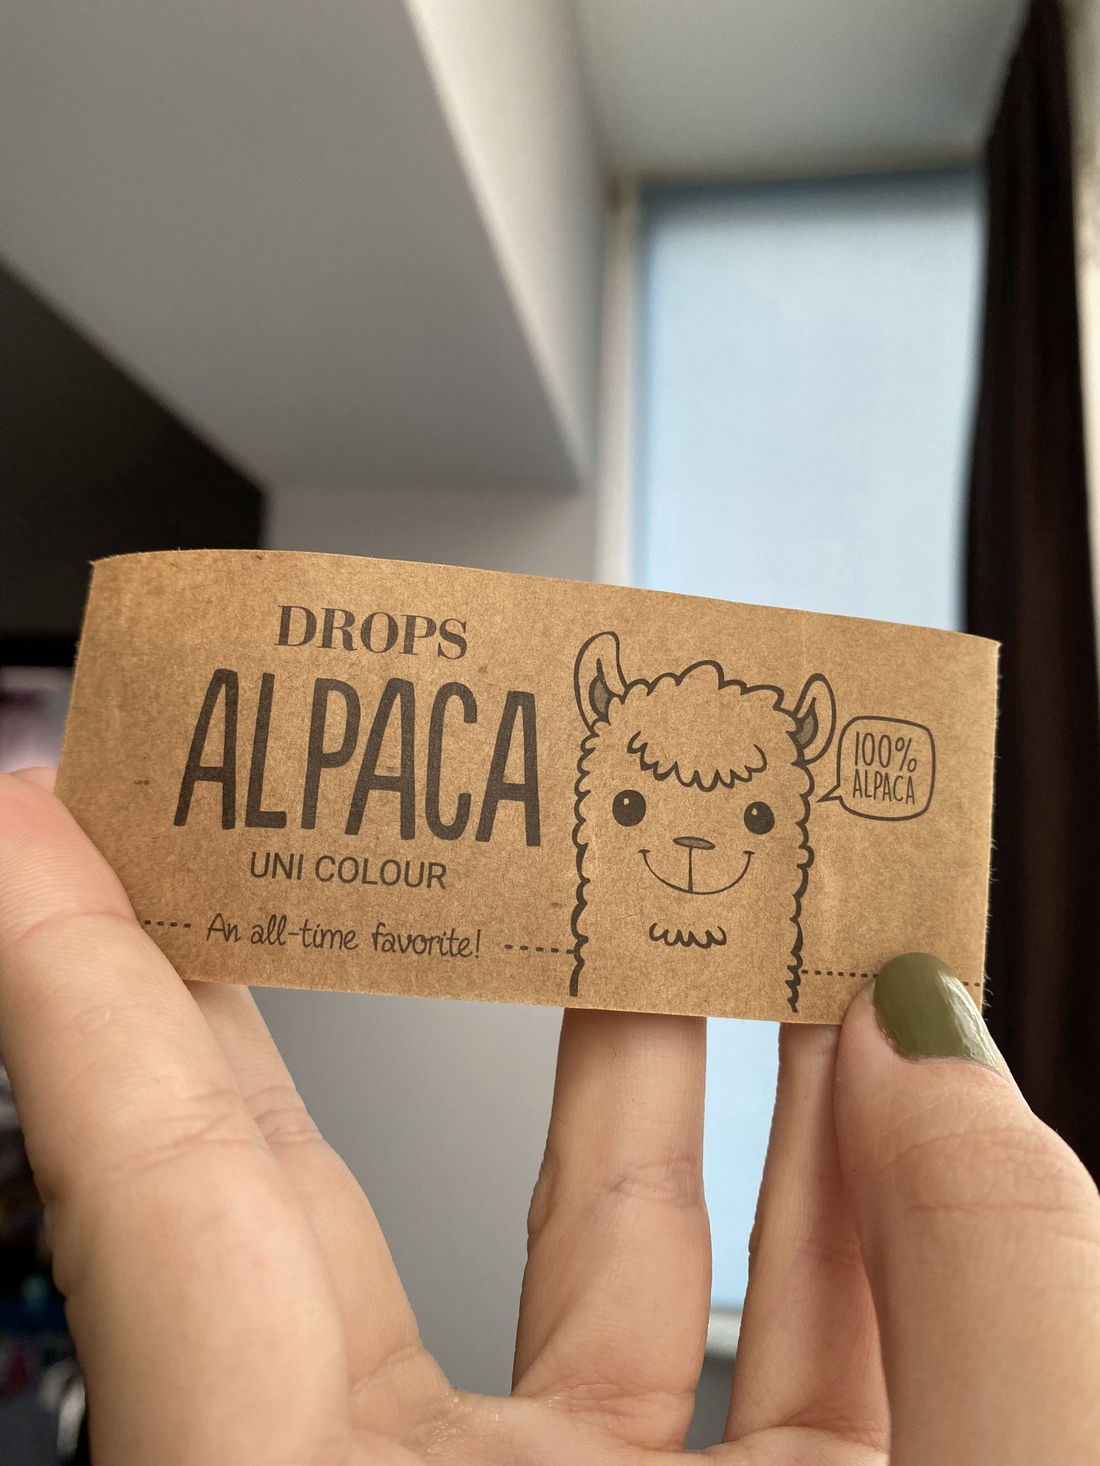 DROPS
ALPACA
UNI COLOUR
An all-time favorite!
100%
ALPACA